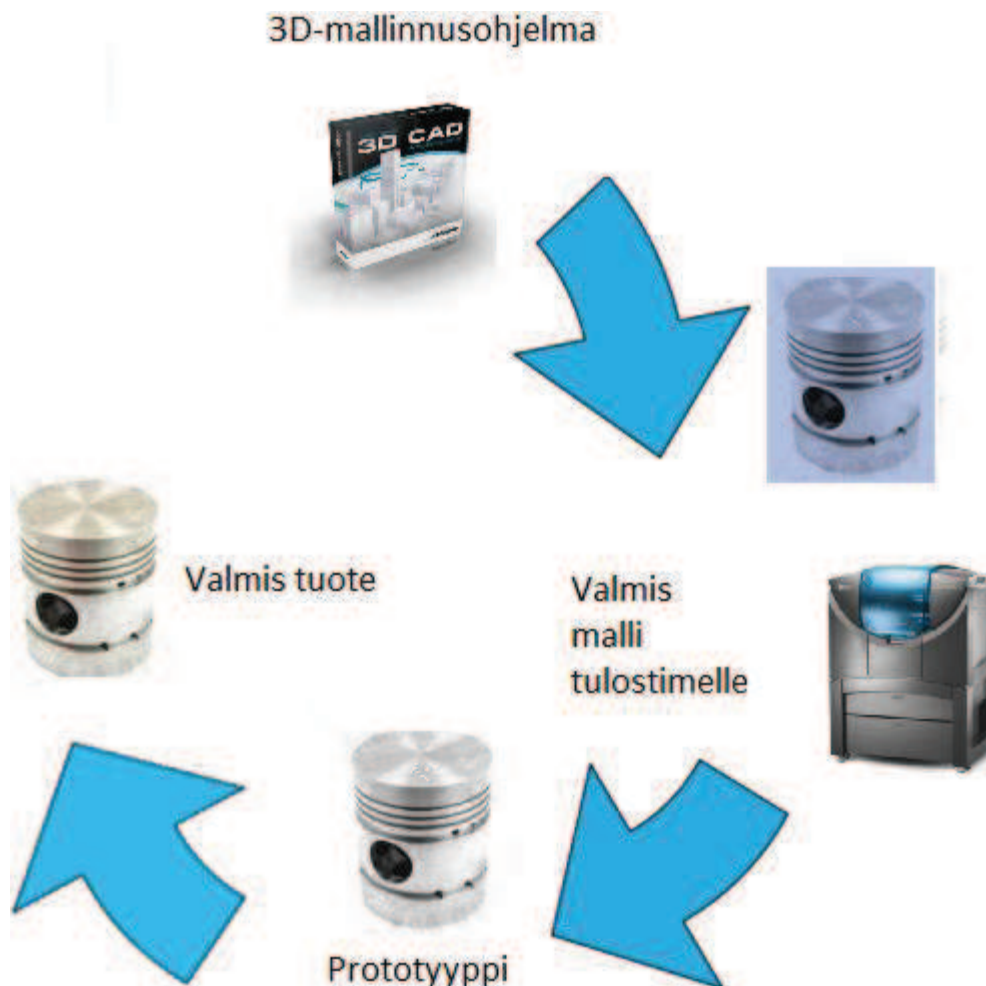 3D-mallinnusohjelma
3D CAD
Valmis
malli
tulostimelle
Prototyyppi
Valmis tuote